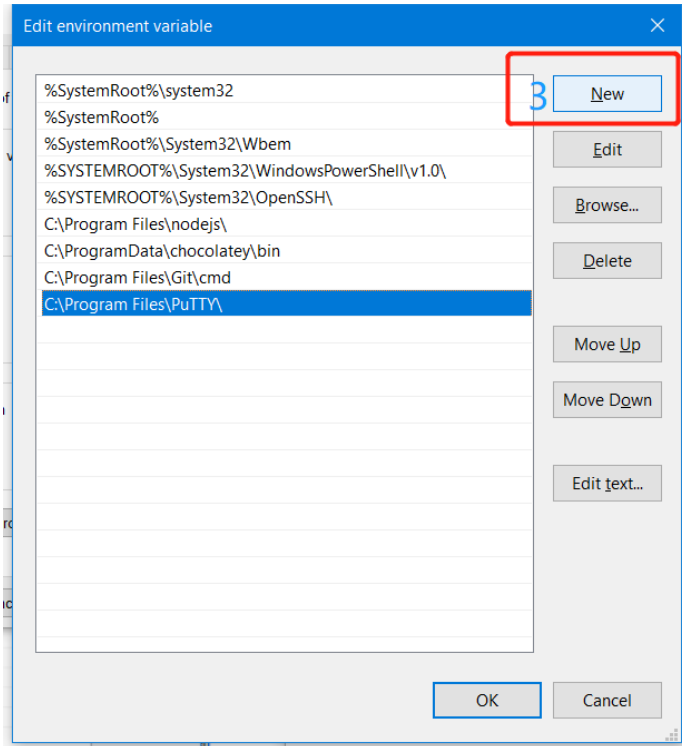 Edit environment variable
%SystemRoot%\system32
%SystemRoot%
%SystemRoot%\System32\Wbem
%SYSTEMROOT%\System32\WindowsPowerShell\v1.0\
%SYSTEMROOT%\System32\OpenSSH\
C:\Program Files\nodejs\
C:\ProgramData\chocolatey\bin
C:\Program Files\Git\cmd
C:\Program Files\PuTTY\
3
New
Edit
Browse...
Delete
Move Up
Move Down
Edit text...
OK
Cancel